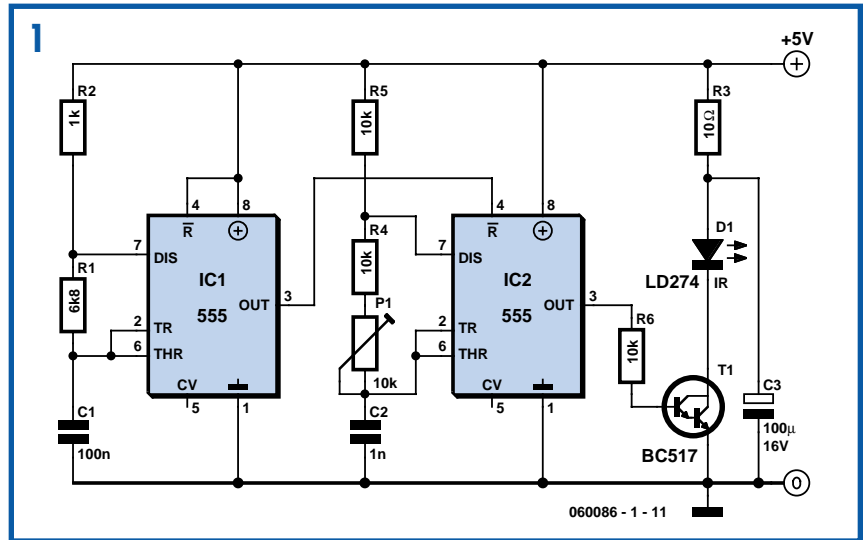 1
+5V
R2
1k
R5
10k
R3
10Ω
4
R
8
7
DIS
IC1
555
OUT
3
R1
6k8
2
TR
6
THR
CV
5
1
C1
100n
R4
10k
P1
10k
C2
1n
4
R
8
7
DIS
IC2
555
OUT
3
2
TR
6
THR
CV
5
1
R6
10k
D1
LD274
IR
T1
BC517
C3
100µ
16V
0
060086 - 1 - 11